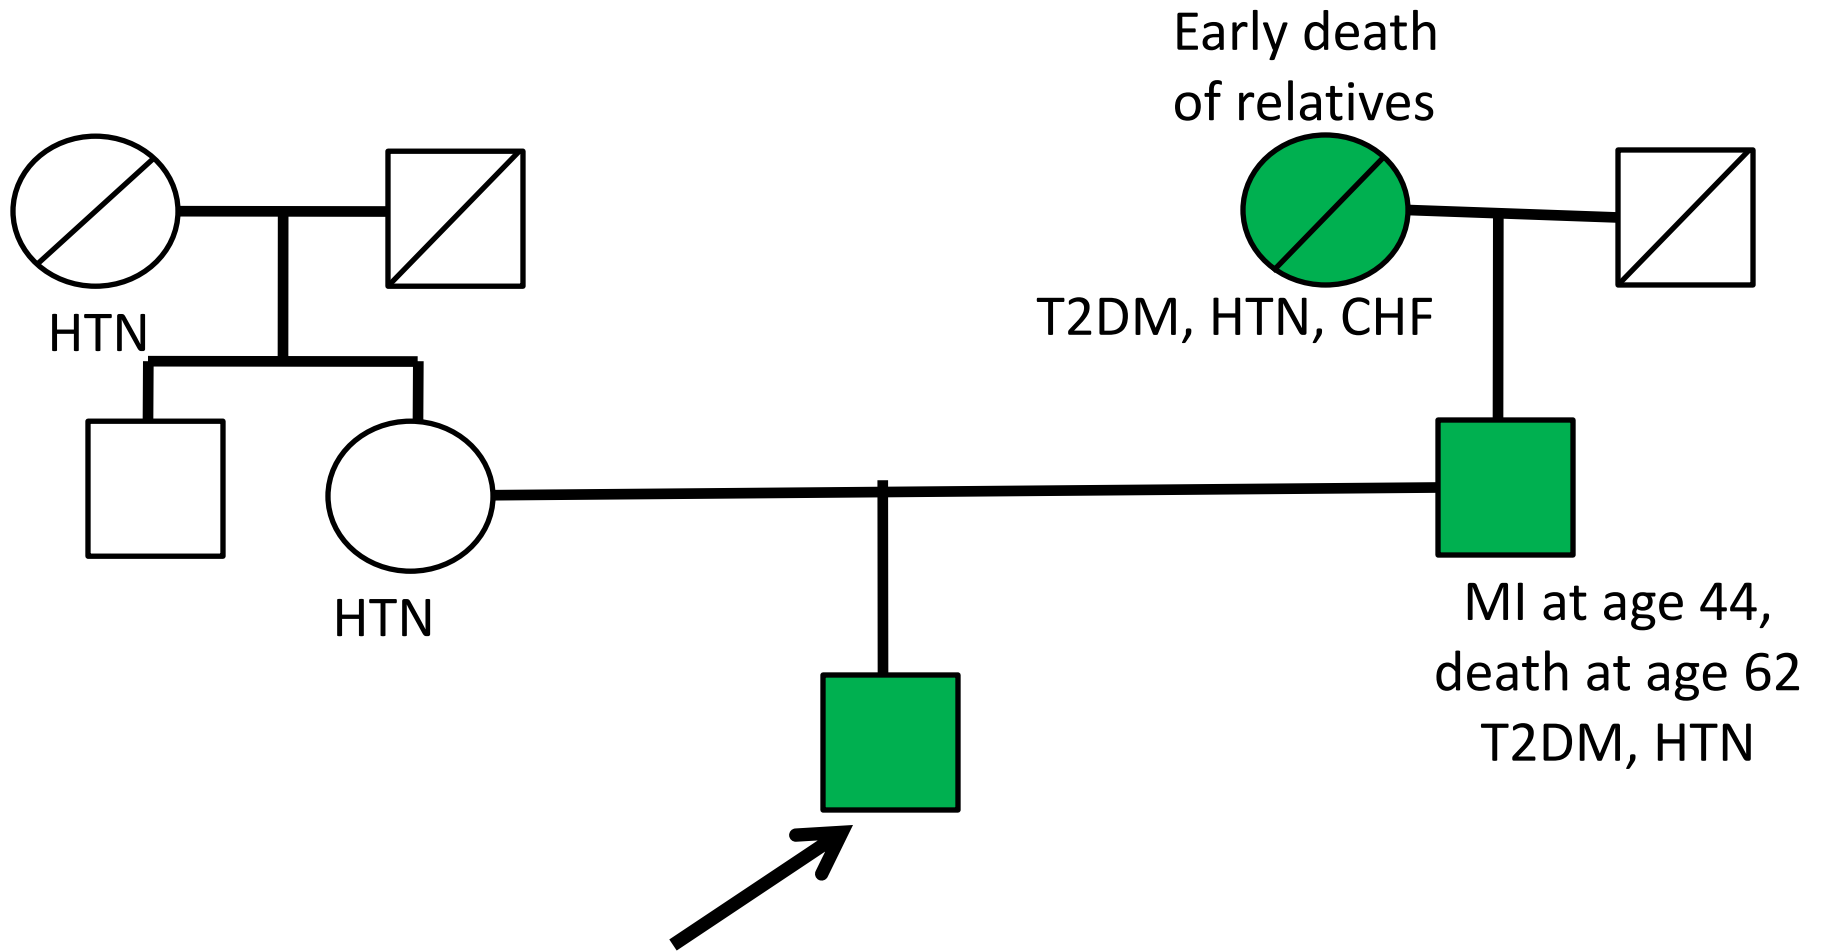 Early death
of relatives
HTN
T2DM, HTN, CHF
HTN
MI at age 44,
death at age 62
T2DM, HTN